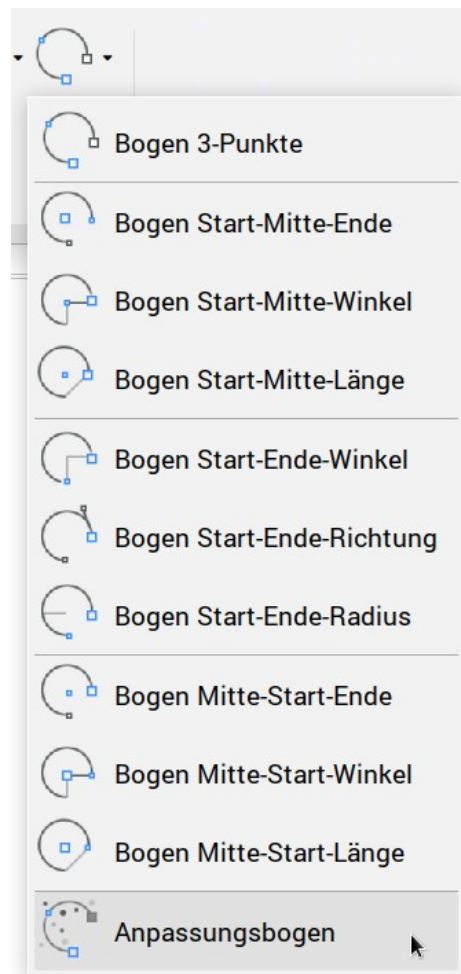 Bogen 3-Punkte
Bogen Start-Mitte-Ende
Bogen Start-Mitte-Winkel
Bogen Start-Mitte-Länge
Bogen Start-Ende-Winkel
Bogen Start-Ende-Richtung
Bogen Start-Ende-Radius
Bogen Mitte-Start-Ende
Bogen Mitte-Start-Winkel
Bogen Mitte-Start-Länge
Anpassungsbogen